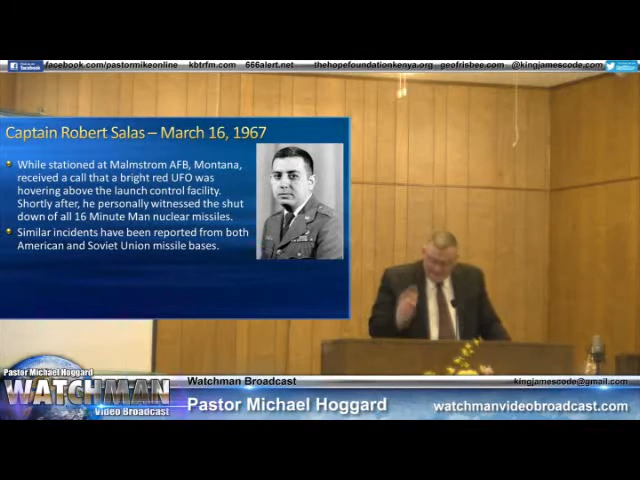 facebook.com/pastormikeonline kbtrfm.com 666alert.net thehopefoundationkenya.org geofrisbee.com @kingjamescode.com
Captain Robert Salas – March 16, 1967
While stationed at Malmstrom AFB, Montana,
received a call that a bright red UFO was
hovering above the launch control facility.
Shortly after, he personally witnessed the shut
down of all 16 Minute Man nuclear missiles.
Similar incidents have been reported from both
American and Soviet Union missile bases.
Pastor Michael Hoggard
WATCHMAN
Video Broadcast
Watchman Broadcast
kingjamescode@gmail.com
Pastor Michael Hoggard
watchmanvideobroadcast.com